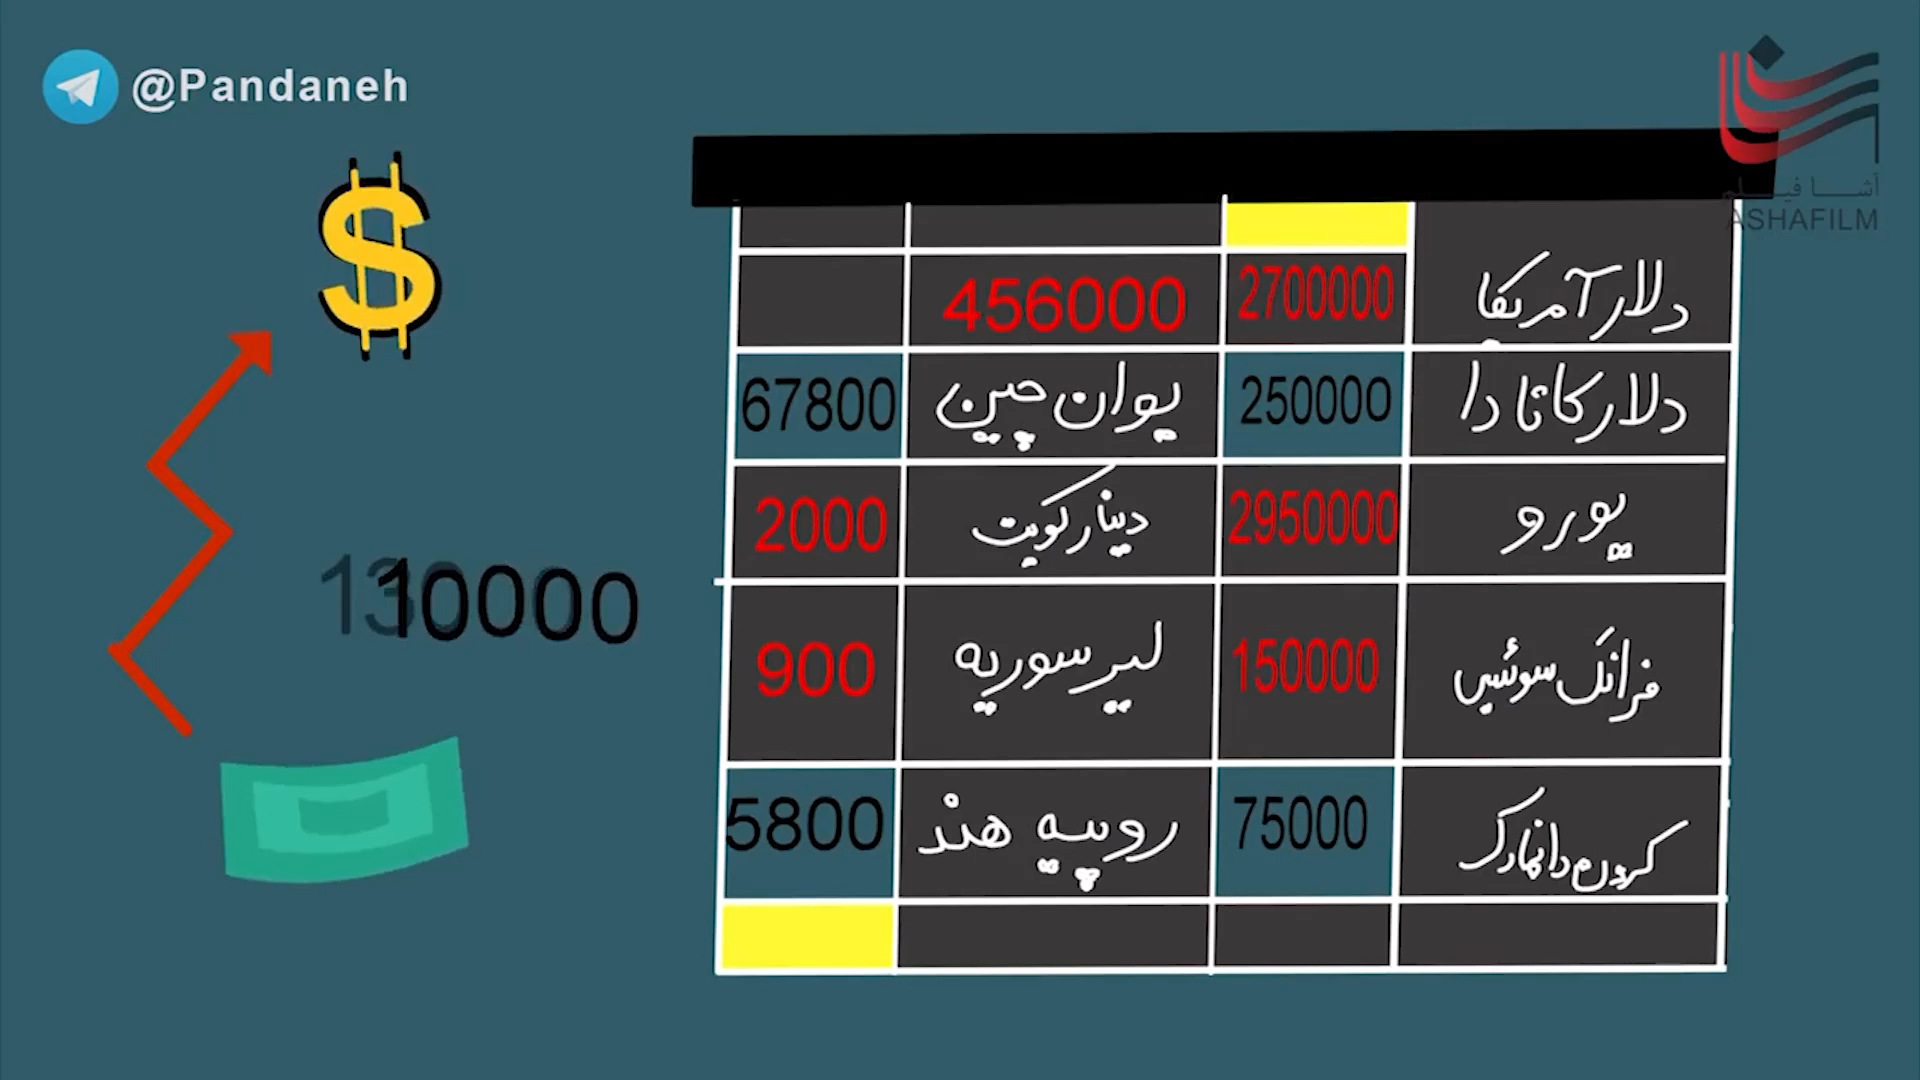 @Pandaneh
آشا فیلم
ASHAFILM
دلار آمریکا 2700000 456000
دلار کانادا 250000 یوان چین 67800
یورو 2950000 دینار کویت 2000
فرانک سوئیس 150000 لیر سوریه 900
کرون دانمارک 75000 روپیه هند 5800
10000